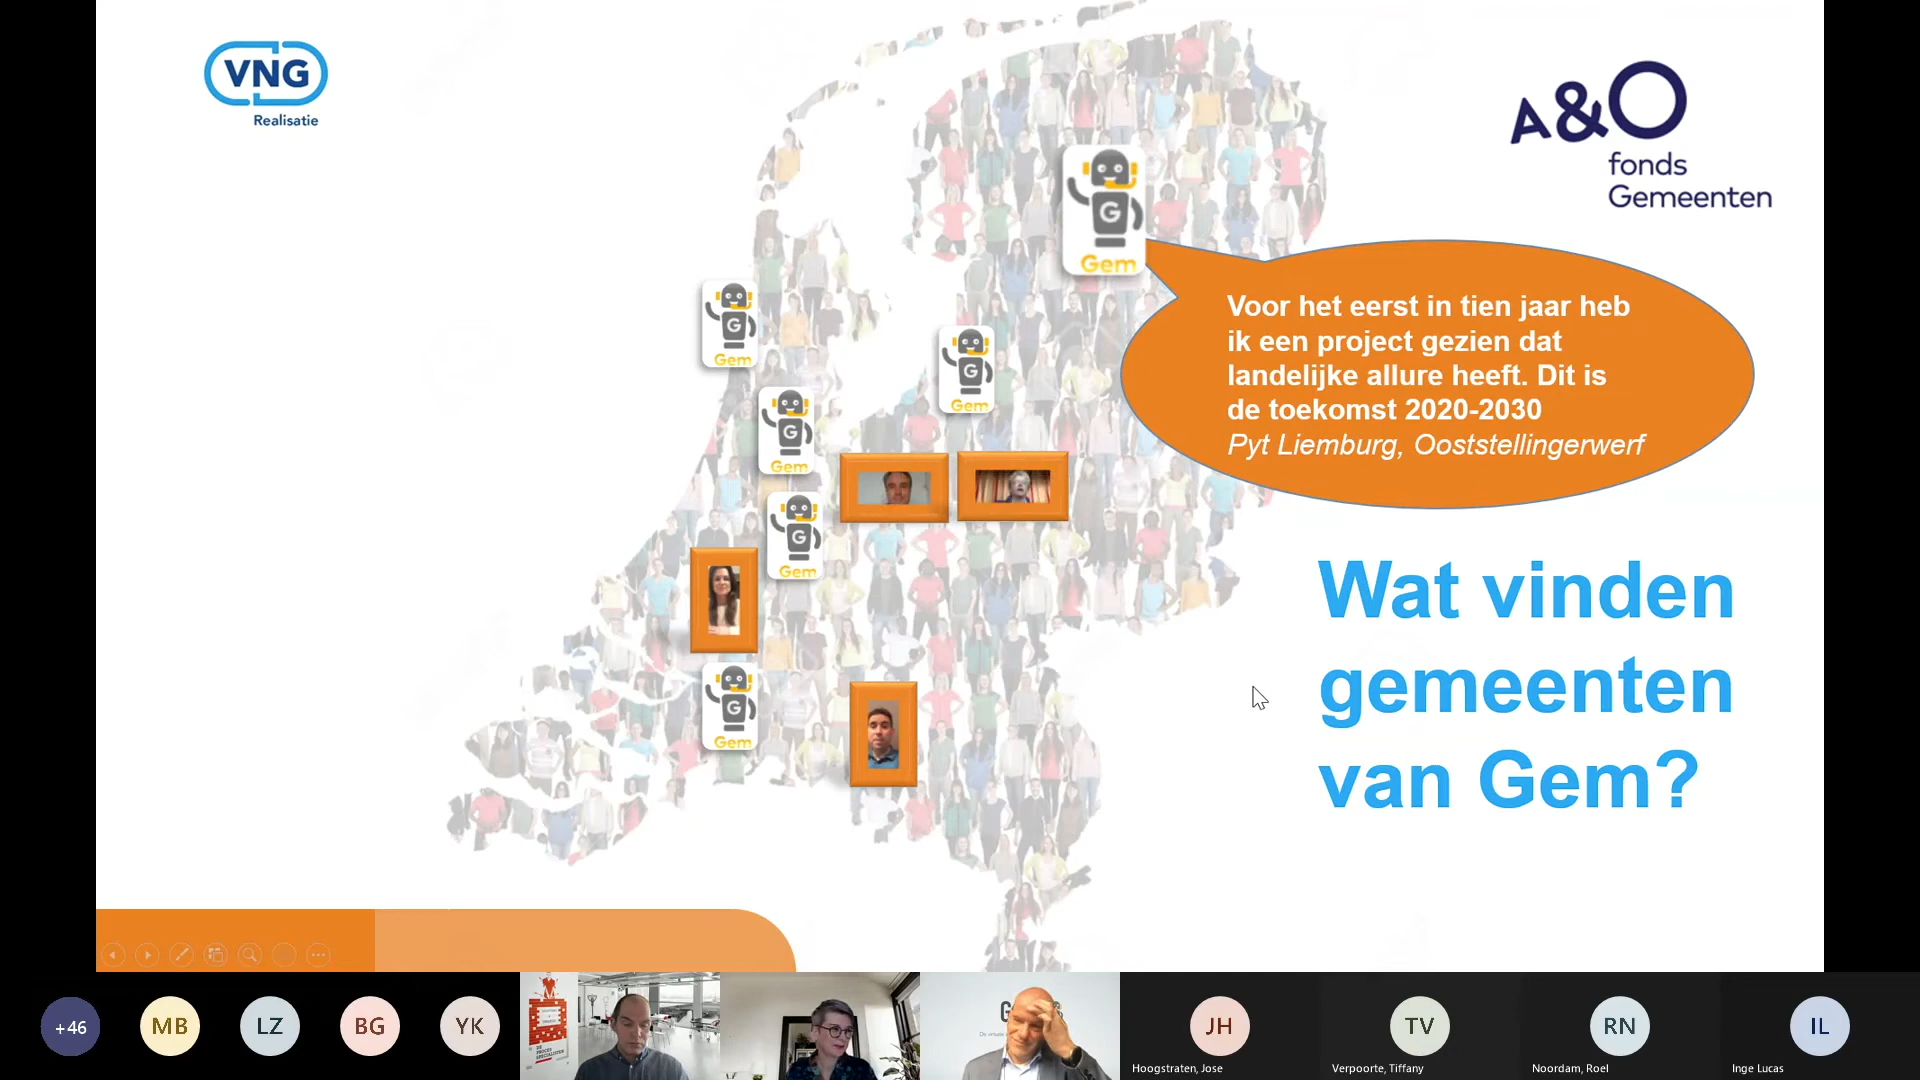 VNG
Realisatie
A&O
fonds
Gemeenten
G
Gem
Voor het eerst in tien jaar heb
ik een project gezien dat
landelijke allure heeft. Dit is
de toekomst 2020-2030
Pyt Liemburg, Ooststellingerwerf
G
Gem
G
Gem
G
Gem
G
Gem
G
Gem
Wat vinden
gemeenten
van Gem?
+46
MB
LZ
BG
YK
JH
Hoogstraten, Jose
TV
Verpoorte, Tiffany
RN
Noordam, Roel
IL
Inge Lucas